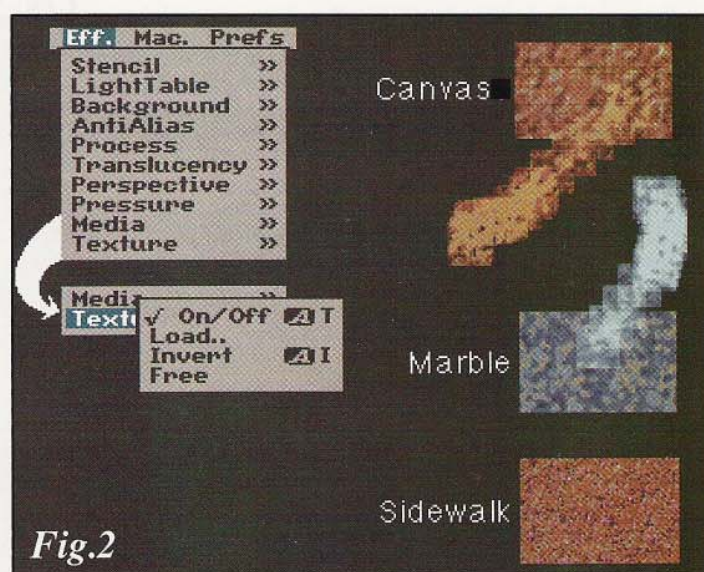 Eff. Mac. Prefs
Stencil »
LightTable »
Background »
AntiAlias »
Process »
Translucency »
Perspective »
Pressure »
Media »
Texture »
Media »
Textu
✓ On/Off A T
Load..
Invert A I
Free
Canvas
Marble
Sidewalk
Fig.2